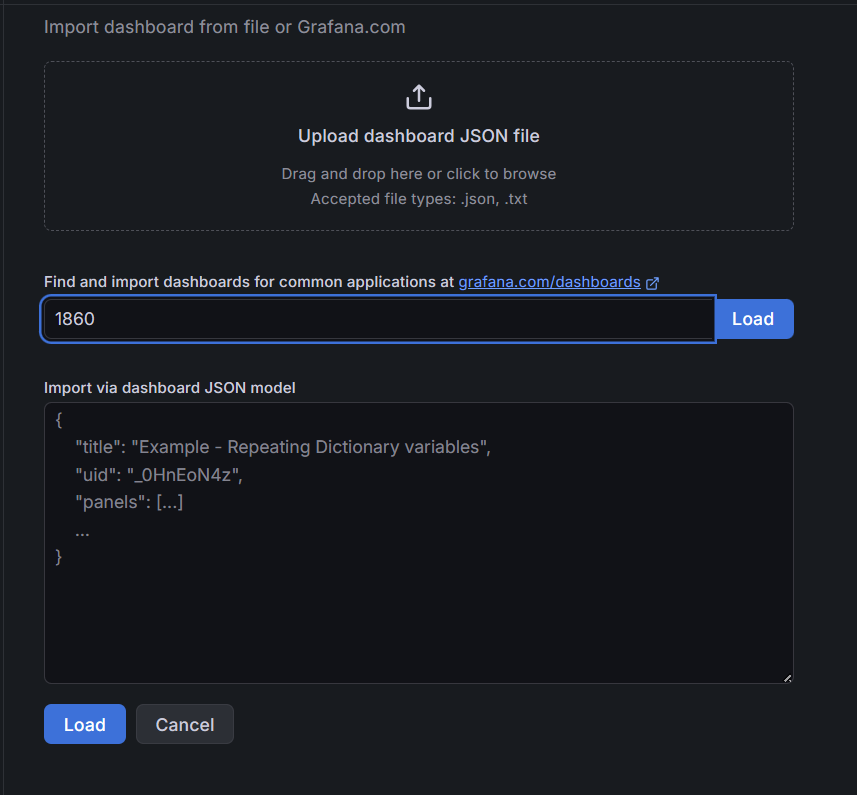 Import dashboard from file or Grafana.com
Upload dashboard JSON file
Drag and drop here or click to browse
Accepted file types: .json, .txt
Find and import dashboards for common applications at grafana.com/dashboards
1860
Load
Import via dashboard JSON model
{
"title": "Example - Repeating Dictionary variables",
"uid": "_0HnEoN4z",
"panels": [...]
...
}
Load
Cancel